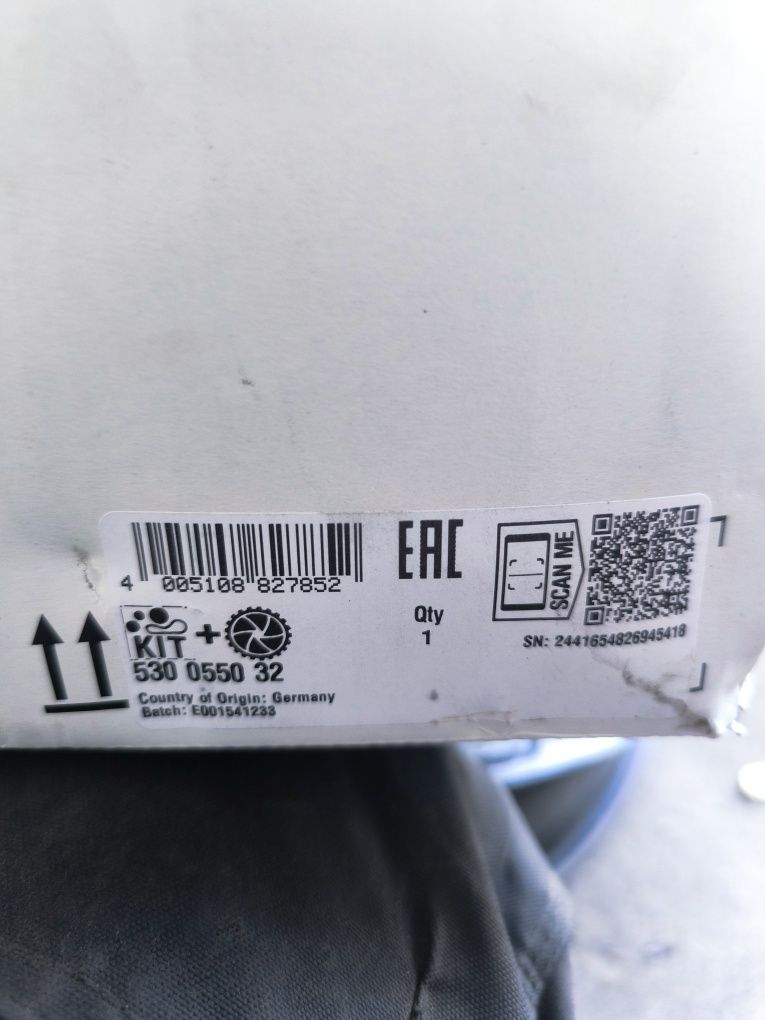 4 005108 827852
EAC
SCAN ME
KIT +
Qty
1
530 0550 32
SN: 2441654826945418
Country of Origin: Germany
Batch: E001541233